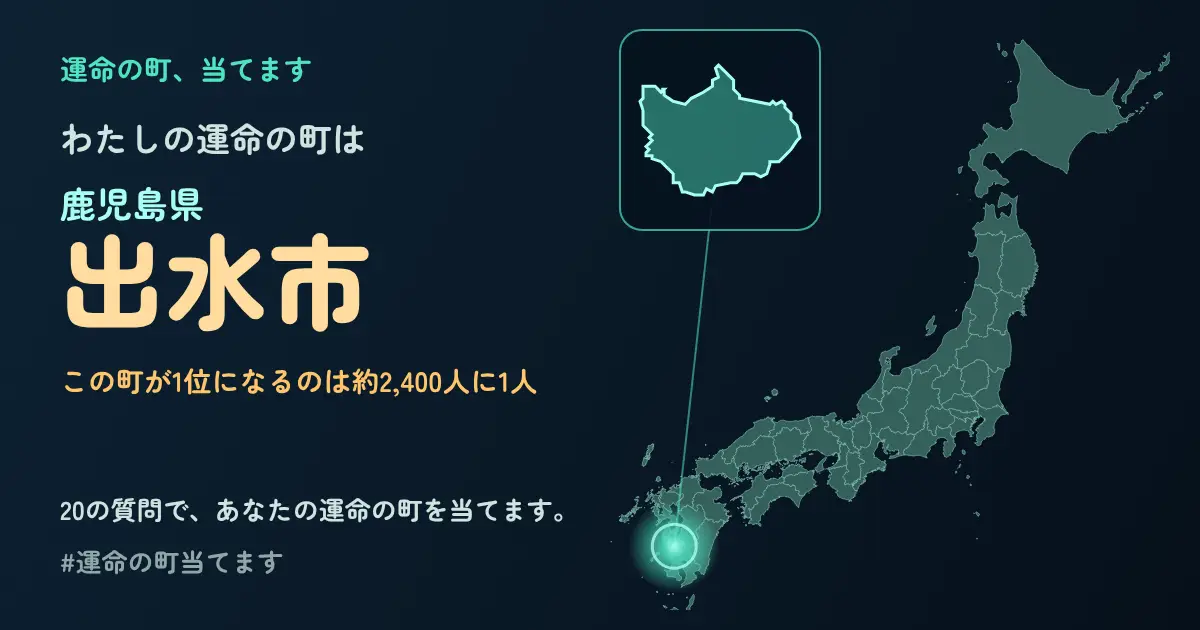 運命の町、当てます
わたしの運命の町は
鹿児島県
出水市
この町が1位になるのは約2,400人に1人
20の質問で、あなたの運命の町を当てます。
#運命の町当てます